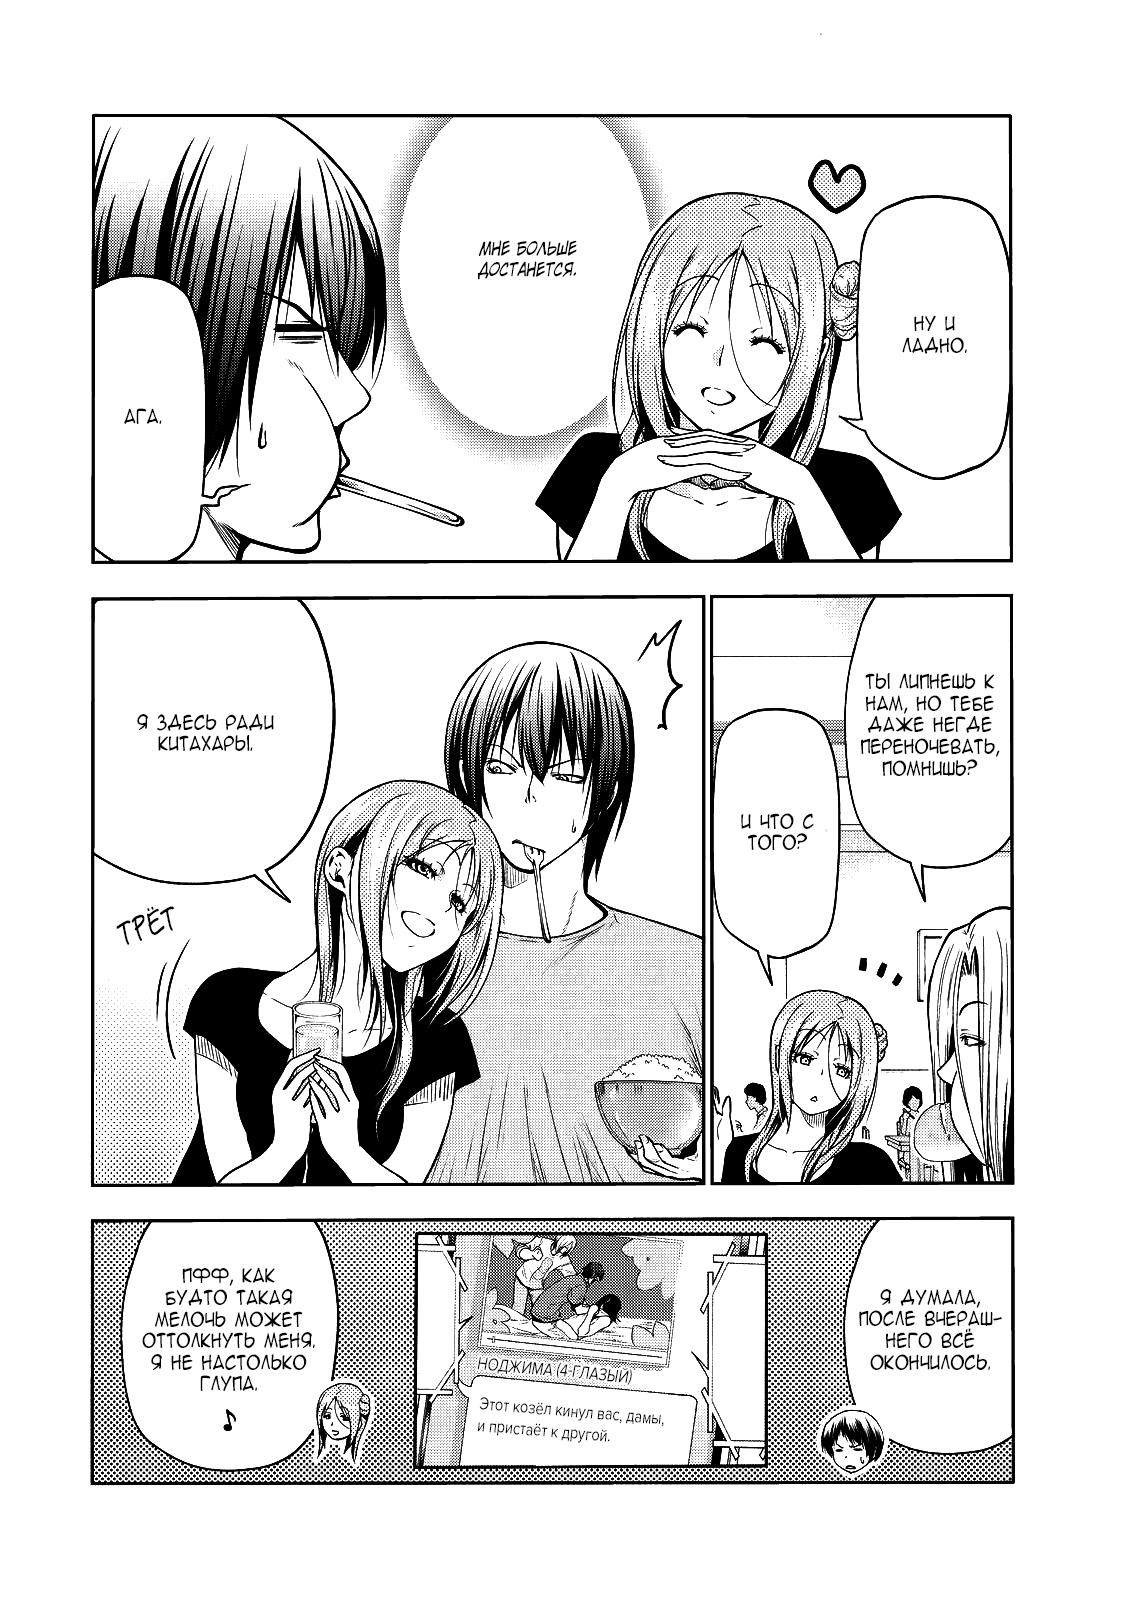 НУ И
ЛАДНО.
МНЕ БОЛЬШЕ
ДОСТАНЕТСЯ.
АГА.
ТЫ ЛИПНЕШЬ К
НАМ, НО ТЕБЕ
ДАЖЕ НЕГДЕ
ПЕРЕНОЧЕВАТЬ,
ПОМНИШЬ?
И ЧТО С
ТОГО?
Я ЗДЕСЬ РАДИ
КИТАХАРЫ.
ТРЁТ
Я ДУМАЛА,
ПОСЛЕ ВЧЕРАШ-
НЕГО ВСЁ
ОКОНЧИЛОСЬ.
НОДЖИМА (4-ГЛАЗЫЙ)
Этот козёл кинул вас, дамы,
и пристаёт к другой.
ПФФ, КАК
БУДТО ТАКАЯ
МЕЛОЧЬ МОЖЕТ
ОТТОЛКНУТЬ МЕНЯ.
Я НЕ НАСТОЛЬКО
ГЛУПА.